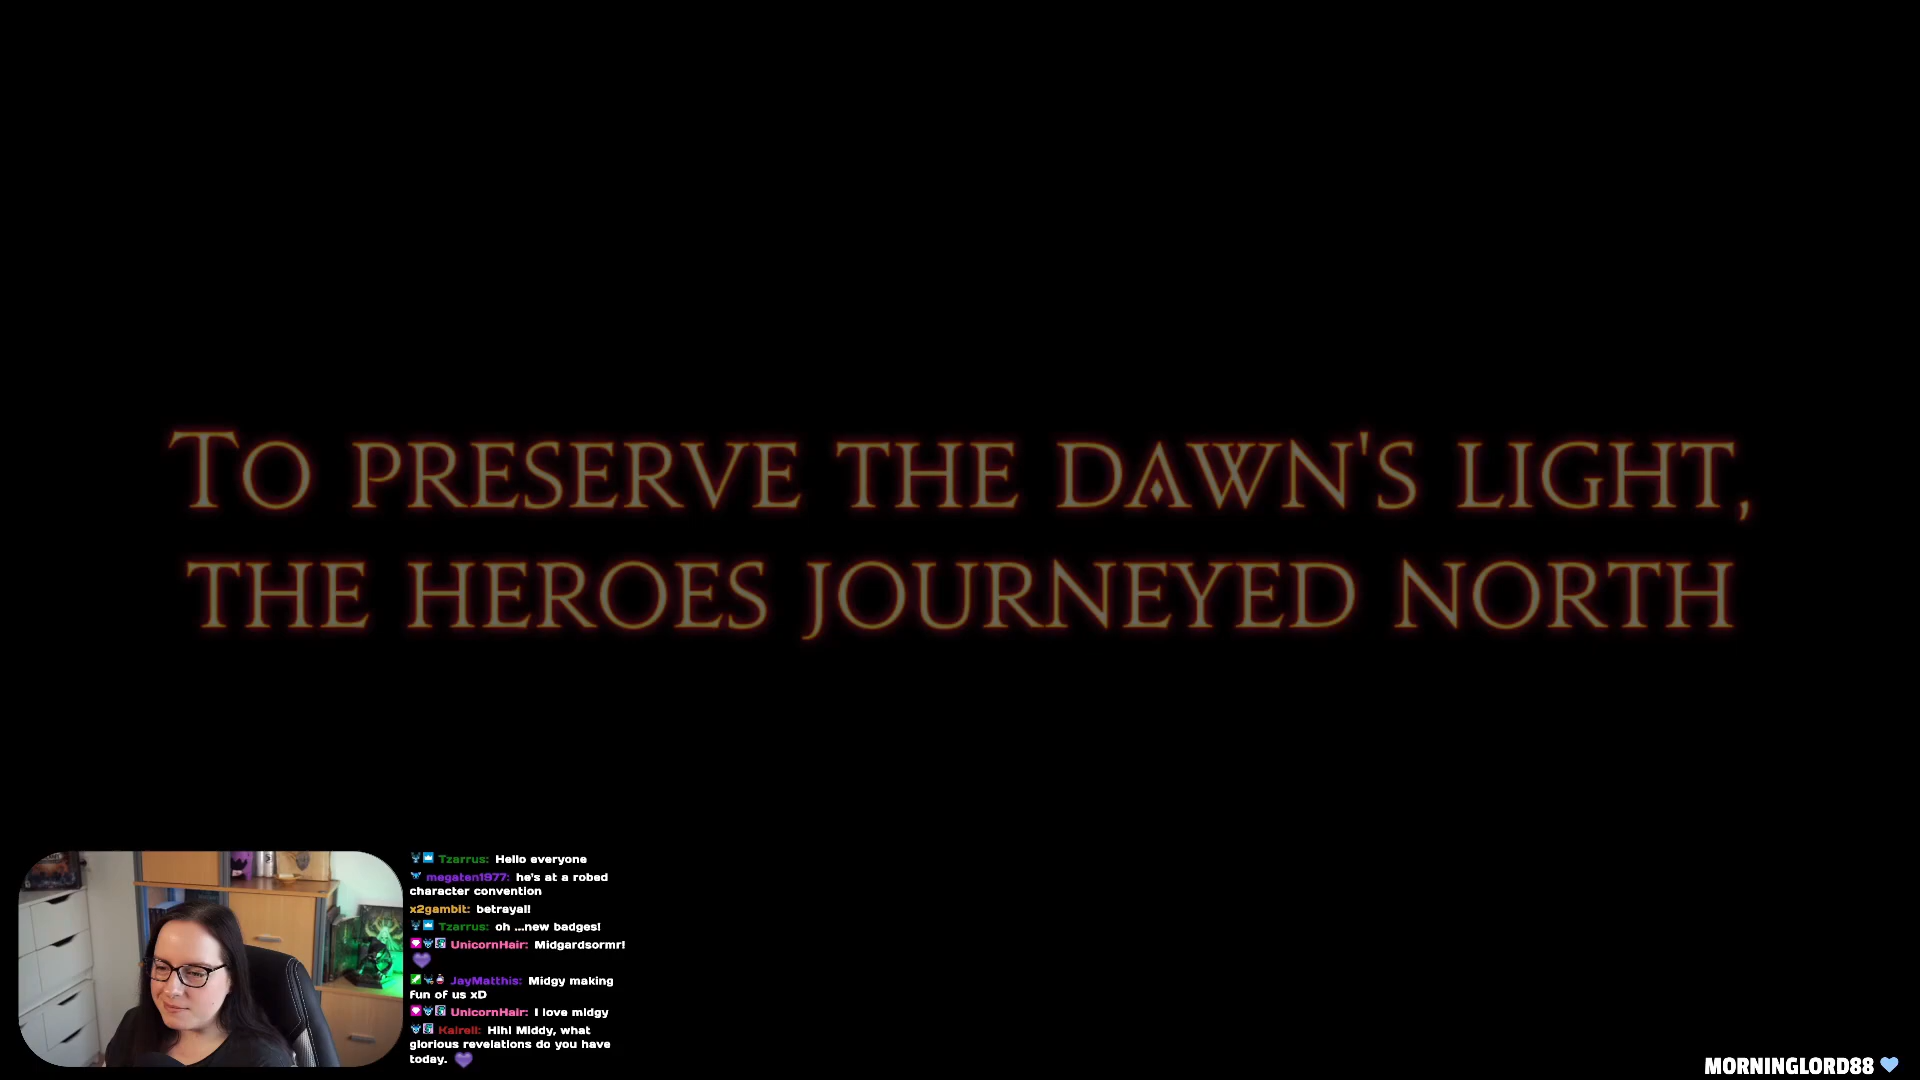 To preserve the dawn's light,
the heroes journeyed north
Tzarrus: Hello everyone
megaten1977: he's at a robed
character convention
x2gambit: betrayal!
Tzarrus: oh ...new badges!
UnicornHair: Midgardsormr!
JayMatthis: Midgy making
fun of us xD
UnicornHair: I love midgy
Kairell: Hihi Middy, what
glorious revelations do you have
today.
MORNINGLORD88